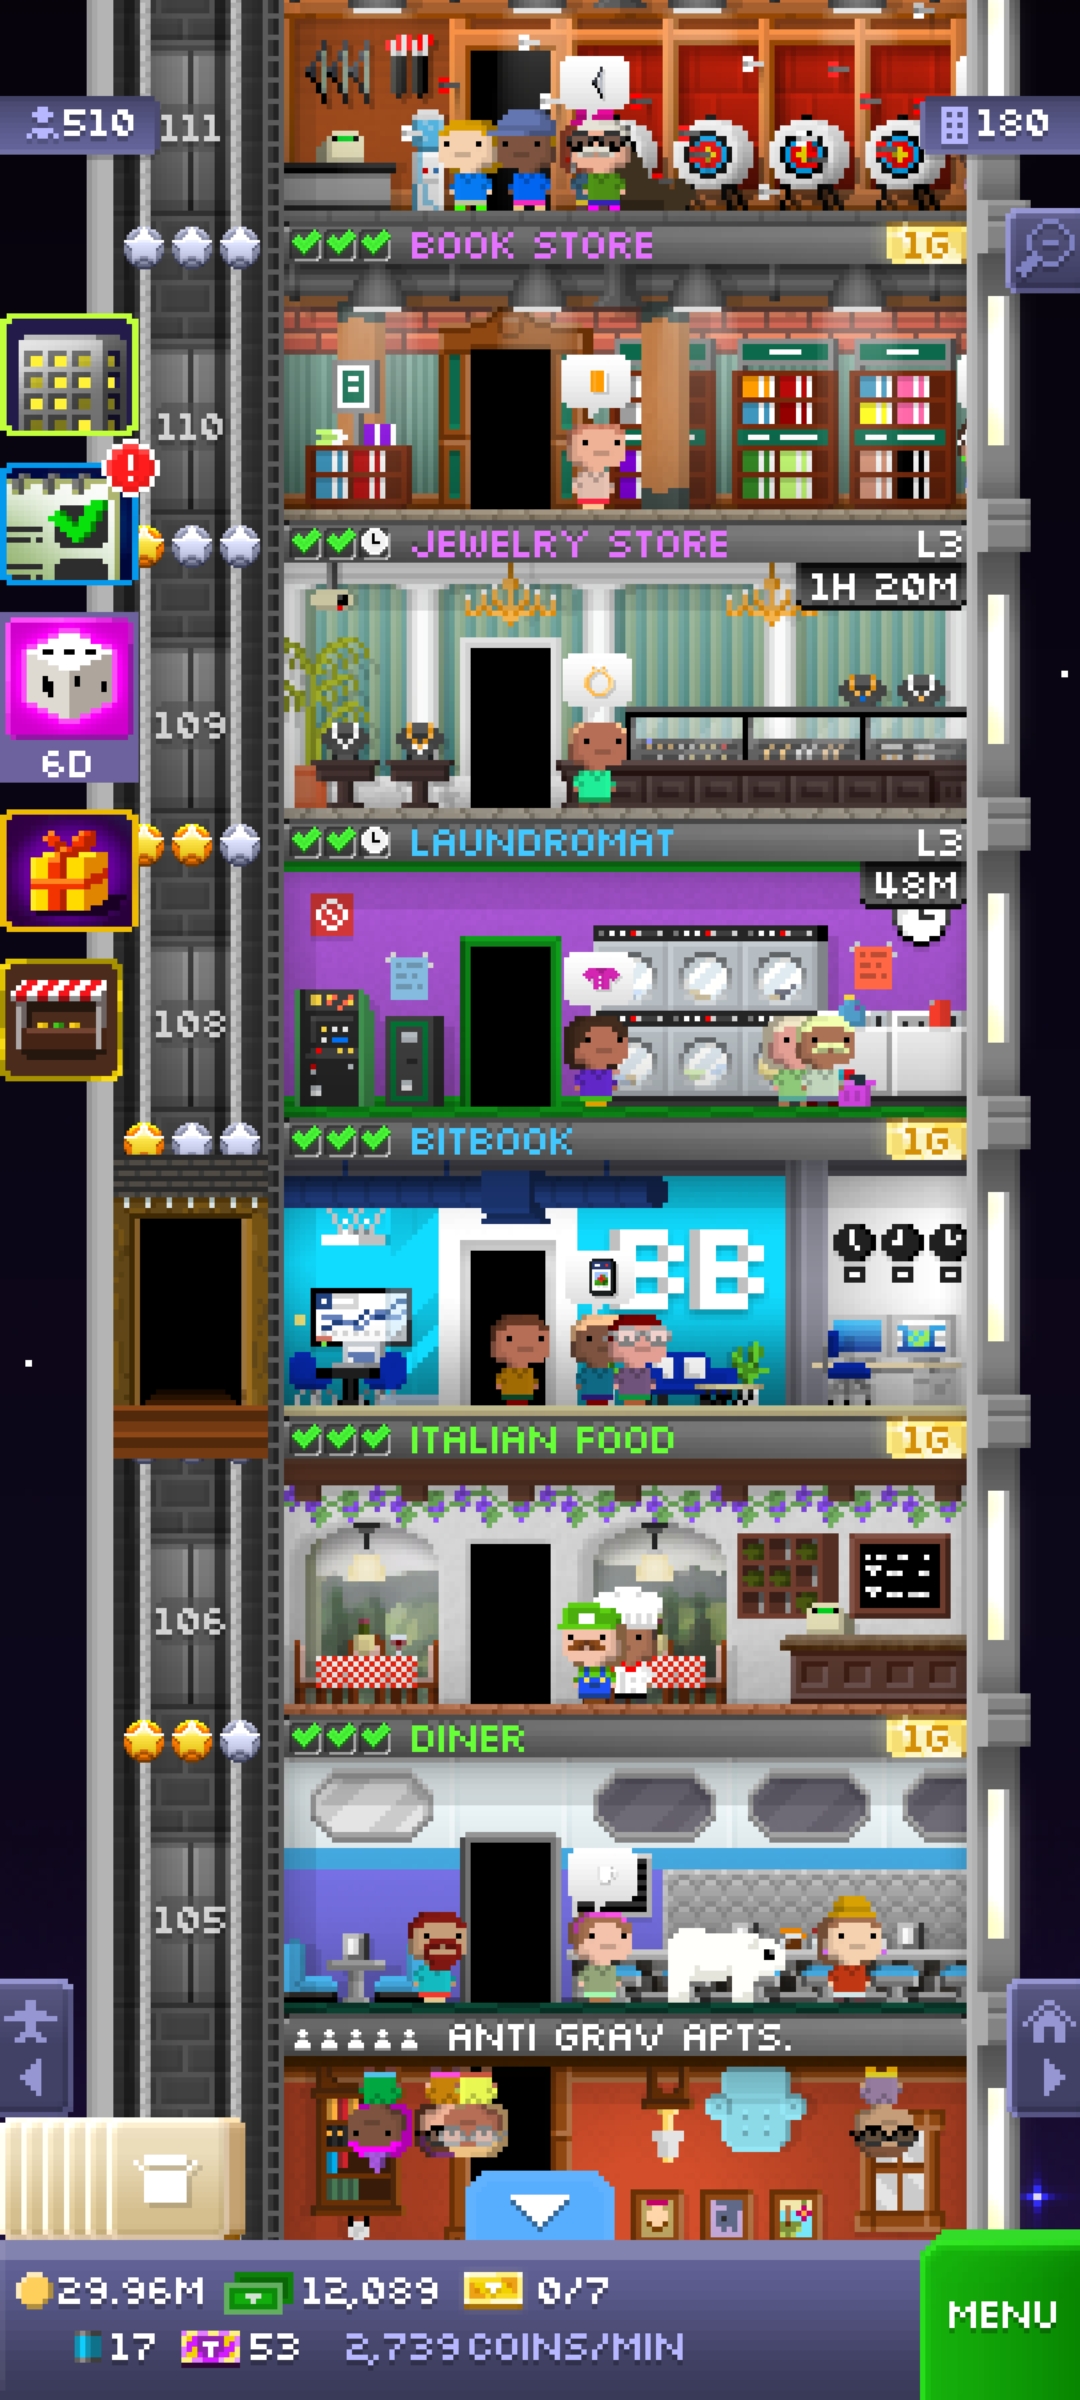 510
111
180
BOOK STORE
1G
110
JEWELRY STORE
L3
1H 20M
109
6D
LAUNDROMAT
L3
48M
108
BITBOOK
1G
BB
ITALIAN FOOD
1G
106
DINER
1G
105
ANTI GRAV APTS.
29.96M
12,089
0/7
MENU
17
T
53
2,739 COINS/MIN